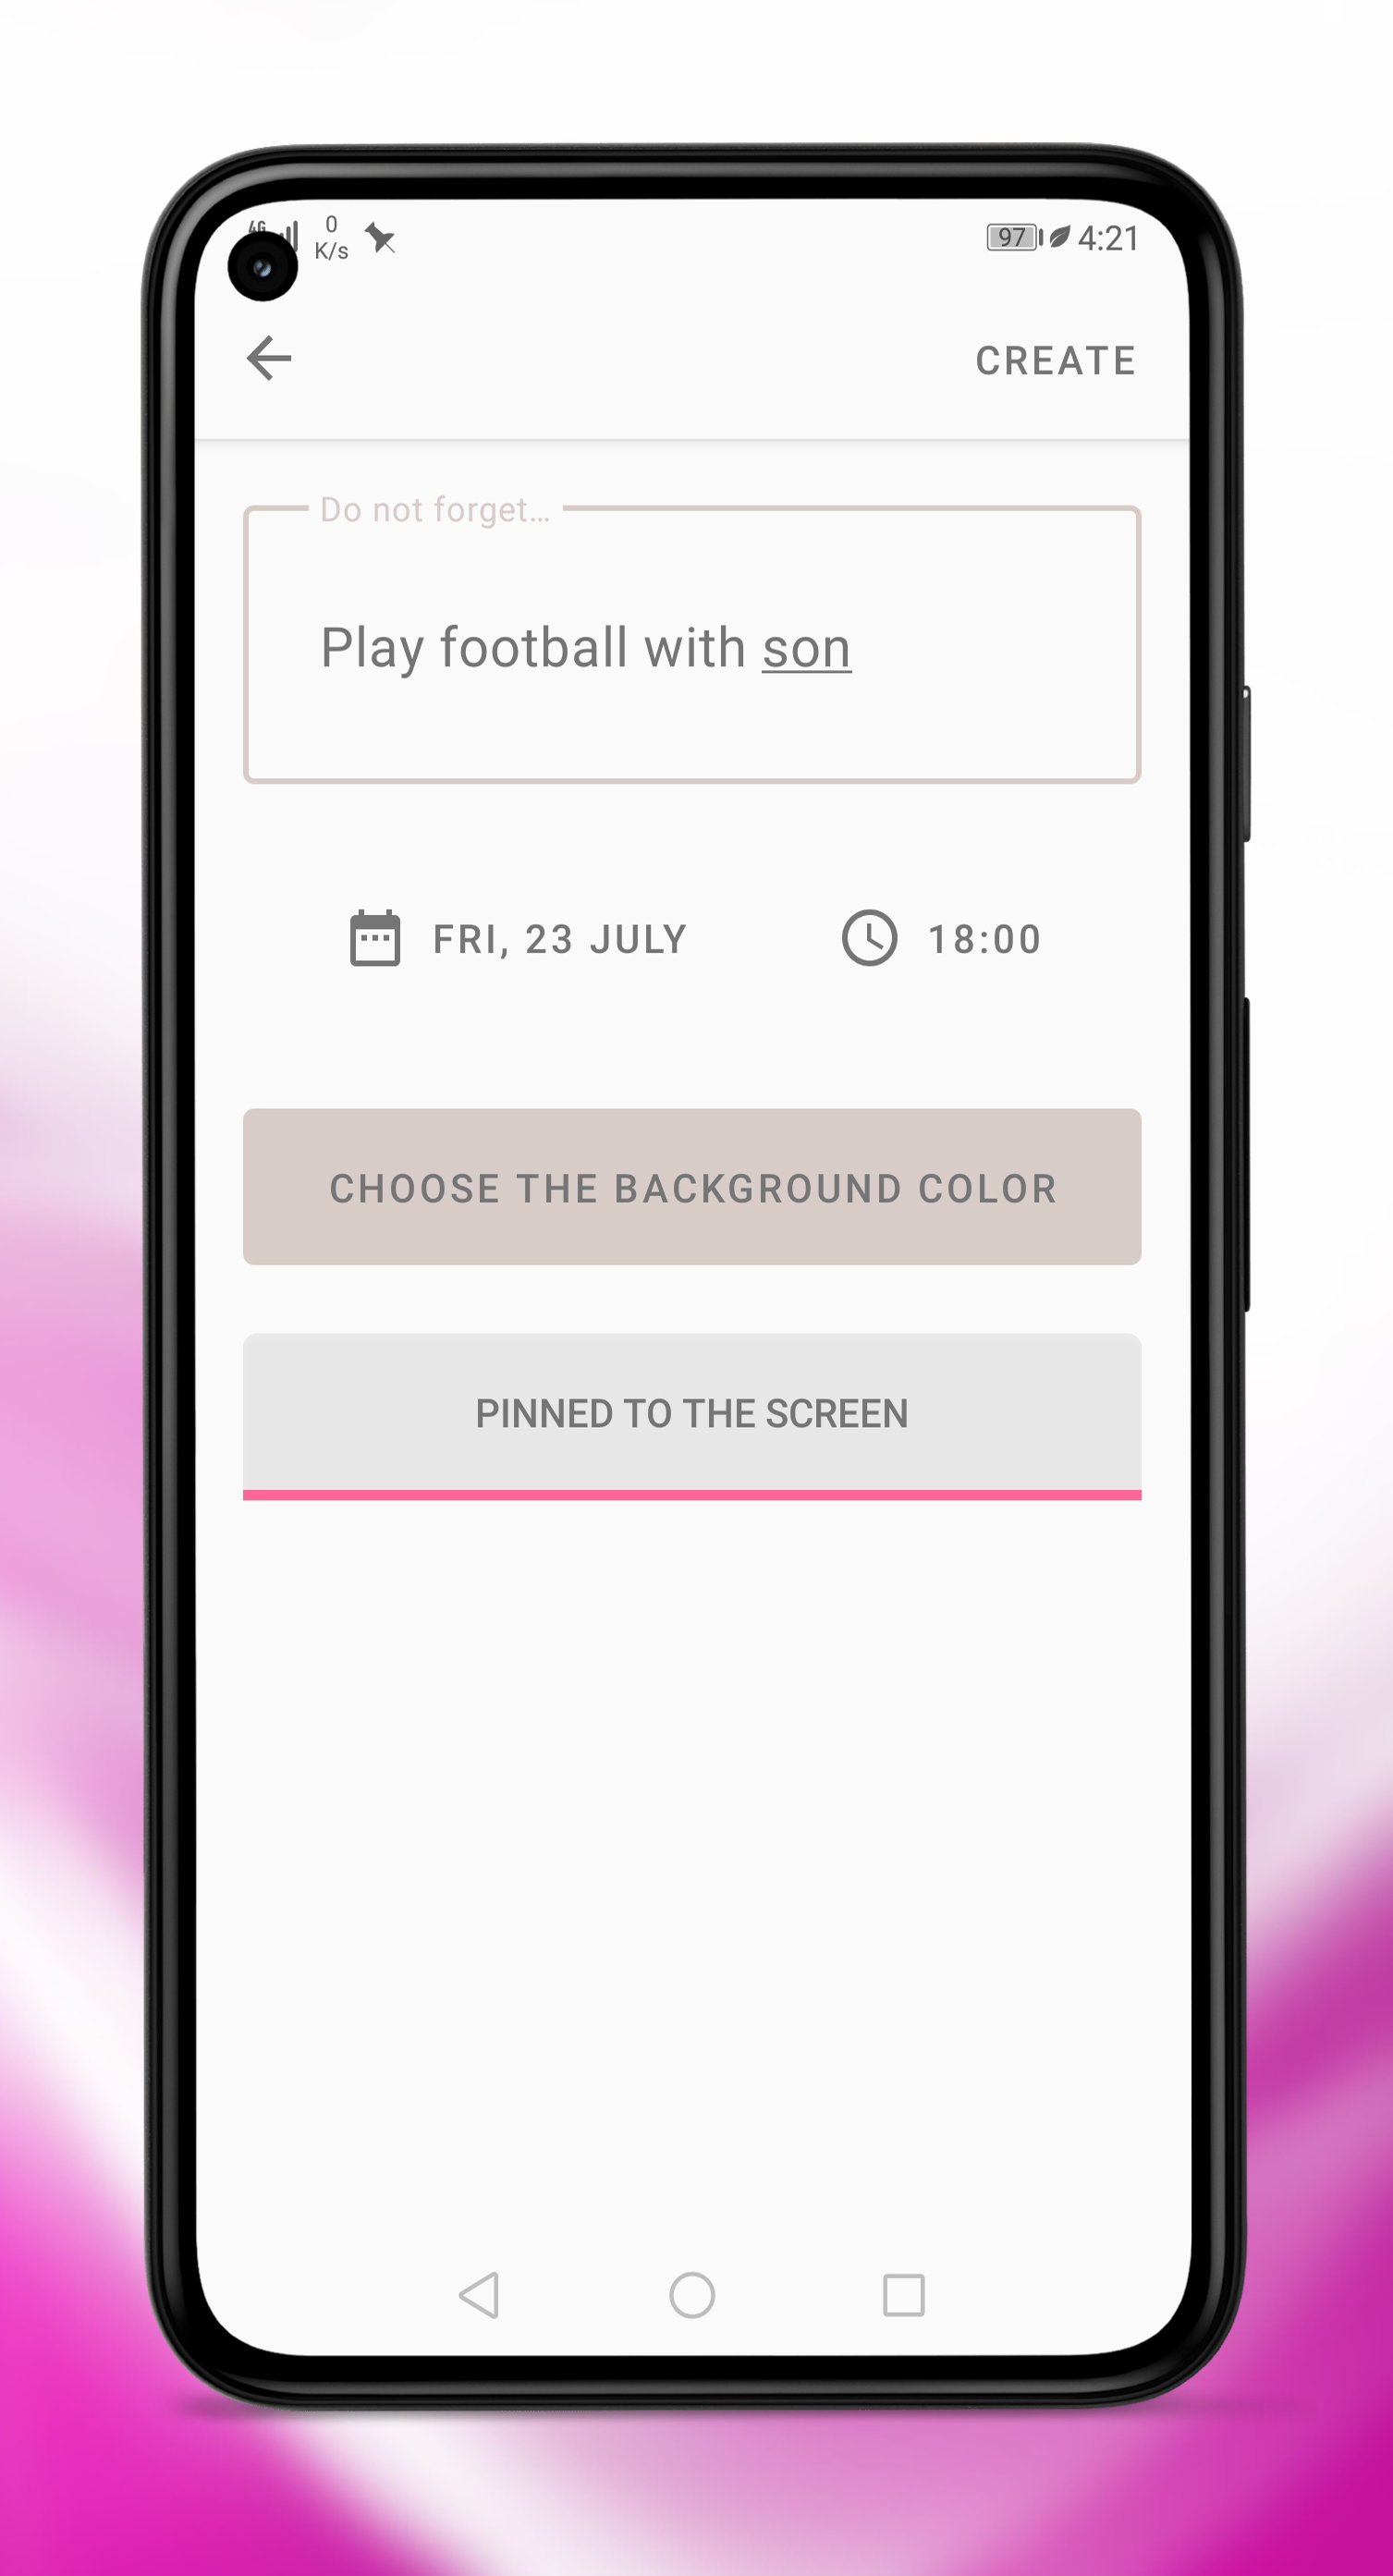 4G
0
K/s
97
4:21
CREATE
Do not forget...
Play football with son
FRI, 23 JULY
18:00
CHOOSE THE BACKGROUND COLOR
PINNED TO THE SCREEN